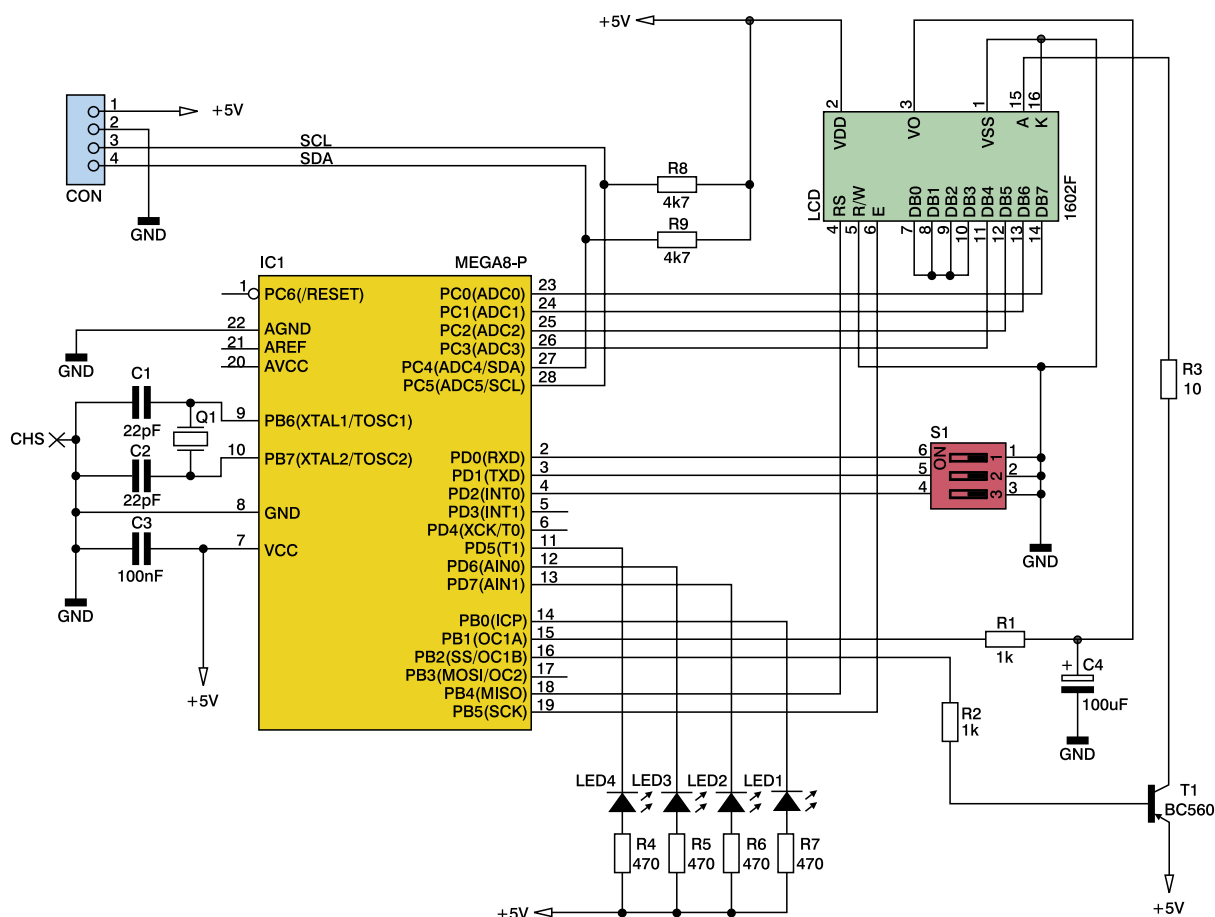 +5V
1
2
3
4
CON
+5V
SCL
SDA
GND
R8
4k7
R9
4k7
2
3
1
15
16
VDD
VO
VSS
A
K
LCD
1602F
RS
R/W
E
DB0
DB1
DB2
DB3
DB4
DB5
DB6
DB7
4
5
6
7
8
9
10
11
12
13
14
IC1
MEGA8-P
1
PC6(/RESET)
22
AGND
21
AREF
20
AVCC
9
PB6(XTAL1/TOSC1)
10
PB7(XTAL2/TOSC2)
8
GND
7
VCC
PC0(ADC0)
23
PC1(ADC1)
24
PC2(ADC2)
25
PC3(ADC3)
26
PC4(ADC4/SDA)
27
PC5(ADC5/SCL)
28
PD0(RXD)
2
PD1(TXD)
3
PD2(INT0)
4
PD3(INT1)
5
PD4(XCK/T0)
6
PD5(T1)
11
PD6(AIN0)
12
PD7(AIN1)
13
PB0(ICP)
14
PB1(OC1A)
15
PB2(SS/OC1B)
16
PB3(MOSI/OC2)
17
PB4(MISO)
18
PB5(SCK)
19
GND
C1
22pF
Q1
CHS
C2
22pF
C3
100nF
GND
+5V
S1
6
5
4
ON
1
2
3
1
2
3
GND
R3
10
R1
1k
+
C4
100uF
GND
R2
1k
T1
BC560
+5V
LED4
LED3
LED2
LED1
R4
470
R5
470
R6
470
R7
470
+5V